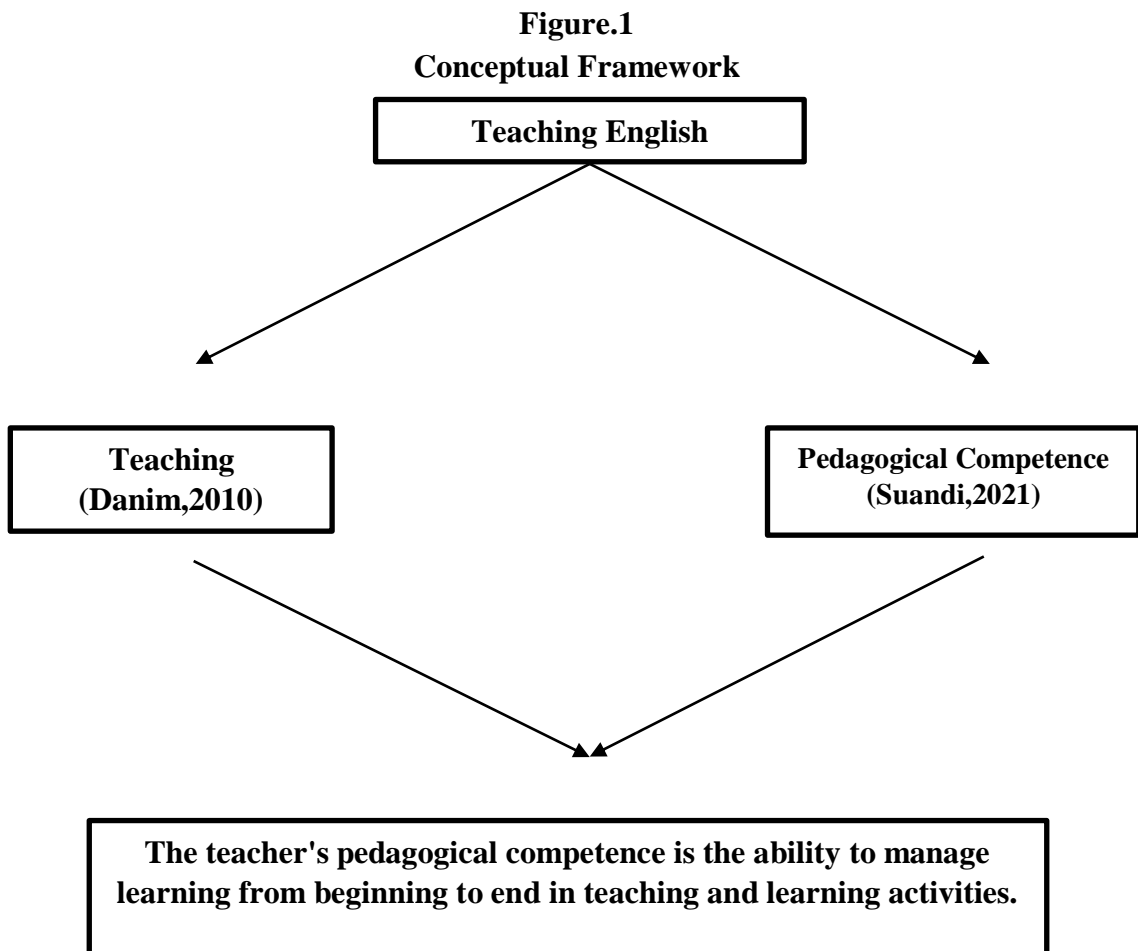 Figure.1
Conceptual Framework
Teaching English
Teaching
(Danim,2010)
Pedagogical Competence
(Suandi,2021)
The teacher's pedagogical competence is the ability to manage
learning from beginning to end in teaching and learning activities.